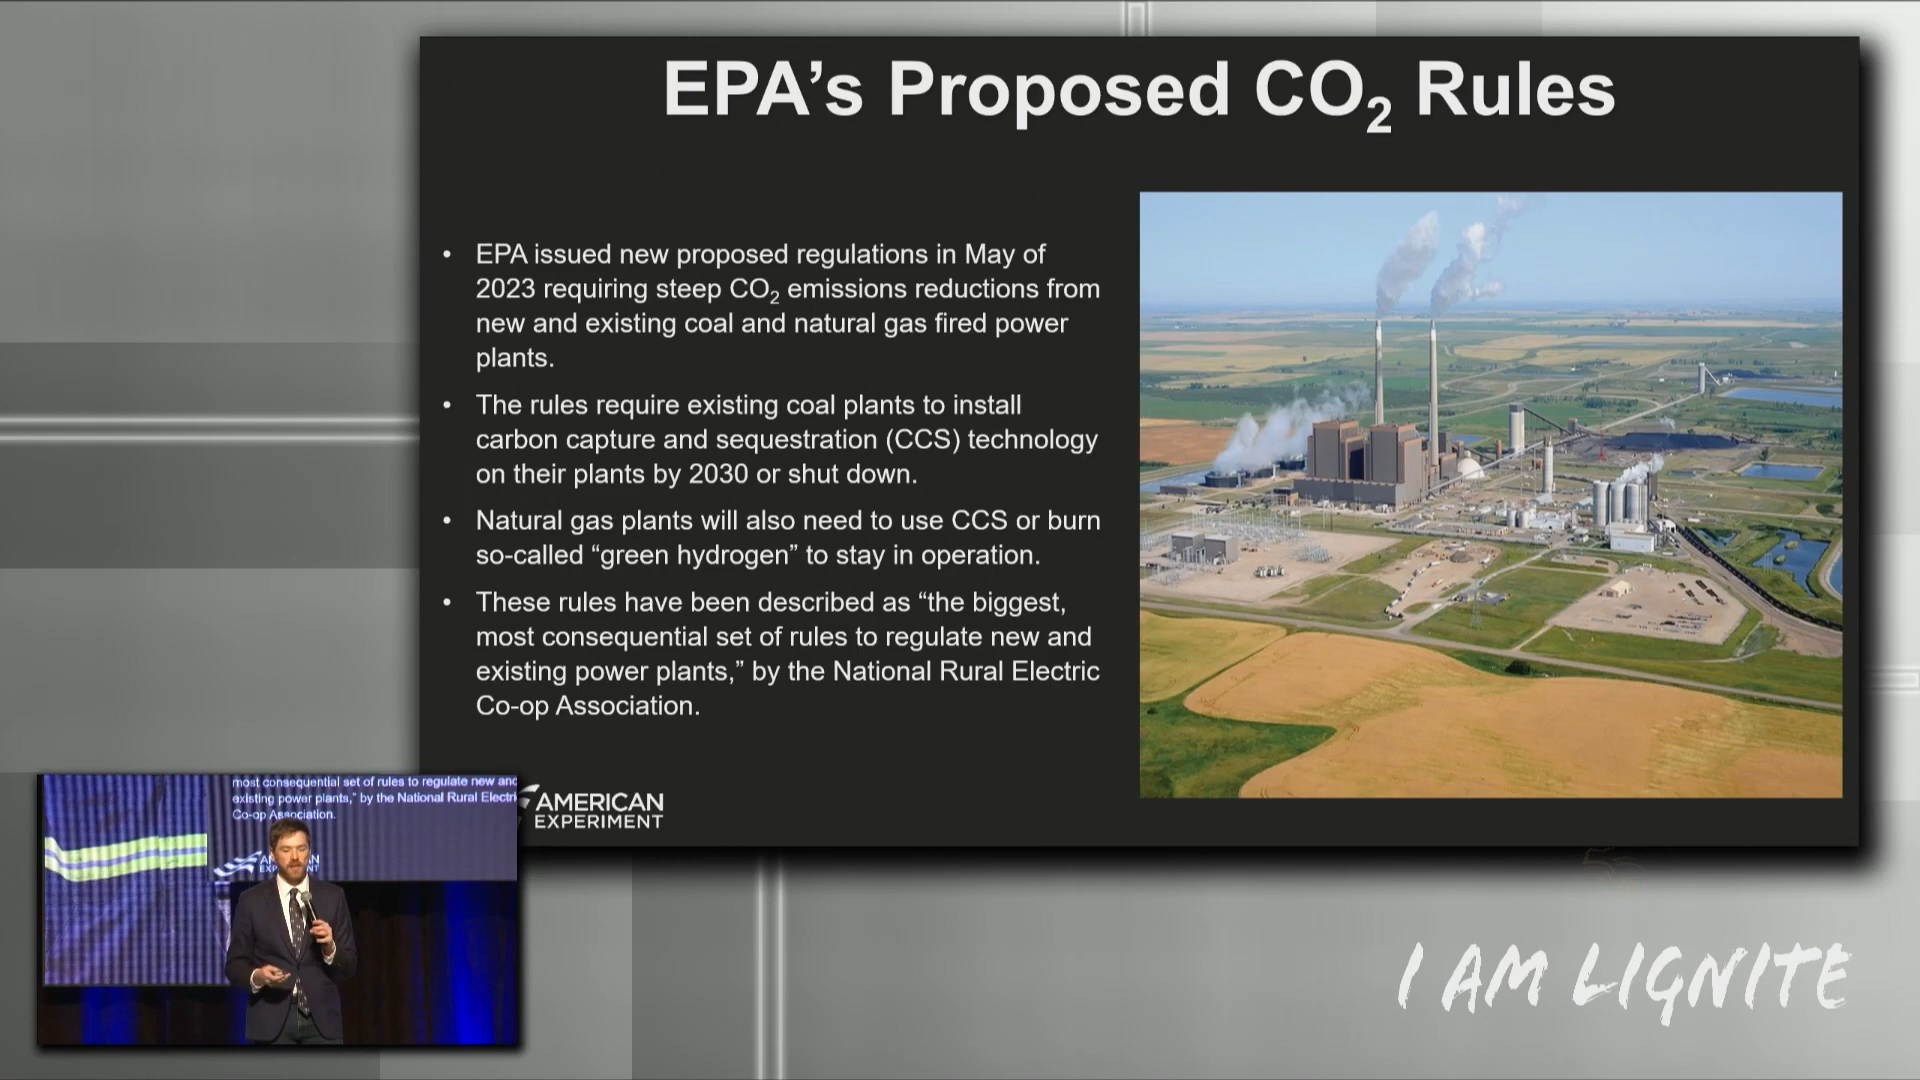 EPA’s Proposed CO₂ Rules
• EPA issued new proposed regulations in May of
2023 requiring steep CO₂ emissions reductions from
new and existing coal and natural gas fired power
plants.
• The rules require existing coal plants to install
carbon capture and sequestration (CCS) technology
on their plants by 2030 or shut down.
• Natural gas plants will also need to use CCS or burn
so-called “green hydrogen” to stay in operation.
• These rules have been described as “the biggest,
most consequential set of rules to regulate new and
existing power plants,” by the National Rural Electric
Co-op Association.
AMERICAN
EXPERIMENT
most consequential set of rules to regulate new and
existing power plants,” by the National Rural Electri
Co-op Association.
I AM LIGNITE